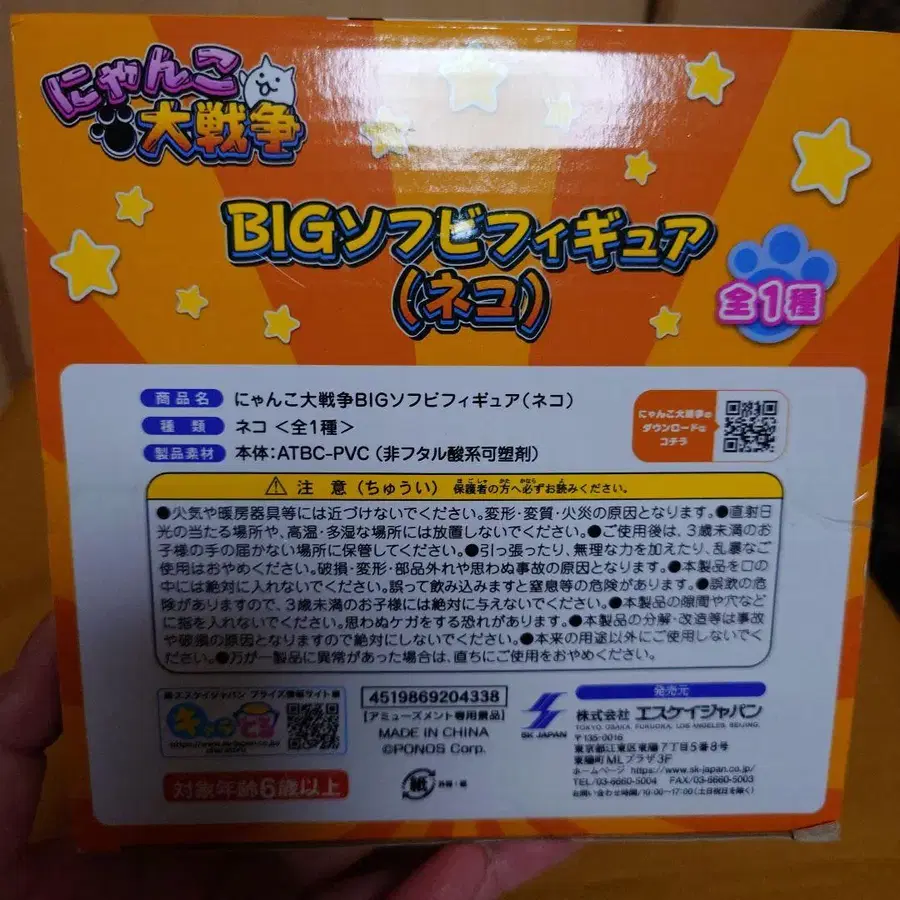 にゃんこ
大戦争
BIGソフビフィギュア
(ネコ)
全1種
商品名 にゃんこ大戦争BIGソフビフィギュア(ネコ)
種類 ネコ<全1種>
製品素材 本体:ATBC-PVC(非フタル酸系可塑剤)
にゃんこ大戦争の
ダウンロードは
コチラ
⚠注意(ちゅうい) 保護者の方へ必ずお読みください。
●火気や暖房器具等には近づけないでください。変形・変質・火災の原因となります。●直射日
光の当たる場所や、高温・多湿な場所には放置しないでください。●ご使用後は、3歳未満のお
子様の手の届かない場所に保管してください。●引っ張ったり、無理な力を加えたり、乱暴なご
使用はおやめください。破損・変形・部品外れや思わぬ事故の原因となります。●本製品を口の
中には絶対に入れないでください。誤って飲み込みますと窒息等の危険があります。●誤飲の危
険がありますので、3歳未満のお子様には絶対に与えないでください。●本製品の隙間や穴などに
指を入れないでください。思わぬケガをする恐れがあります。●本製品の分解・改造等は事故
や破損の原因となりますので絶対にしないでください。●本来の用途以外にご使用しないでく
ださい。●万が一製品に異常があった場合は、直ちにご使用をおやめください。
エスケイジャパン プライズ情報サイト
対象年齢6歳以上
4519869204338
[アミューズメント専用景品]
MADE IN CHINA
©PONOS Corp.
紙
SK JAPAN
発売元
株式会社 エスケイジャパン
TOKYO, OSAKA, FUKUOKA, LOS ANGELES, BEIJING.
〒135-0016
東京都江東区東陽7丁目5番8号
東陽町MLプラザ3F
ホームページ https://www.sk-japan.co.jp/
TEL/03-6660-5004 FAX/03-6660-5003
お問い合わせ時間/10:00~17:00(土日祝日を除く)